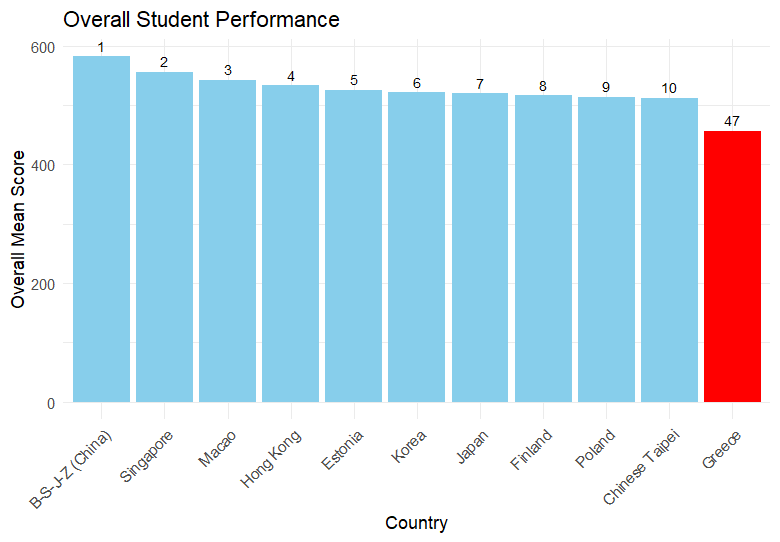 Overall Student Performance
Overall Mean Score
600
400
200
0
1
2
3
4
5
6
7
8
9
10
47
B-S-J-Z (China)
Singapore
Macao
Hong Kong
Estonia
Korea
Japan
Finland
Poland
Chinese Taipei
Greece
Country